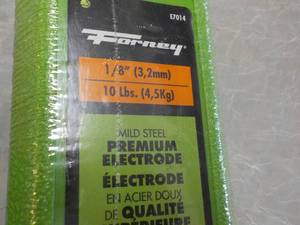 E7014
Forney
1/8" (3,2mm)
10 Lbs. (4,5Kg)
MILD STEEL
PREMIUM
ELECTRODE
ÉLECTRODE
EN ACIER DOUX
DE QUALITÉ
SUPÉRIEURE